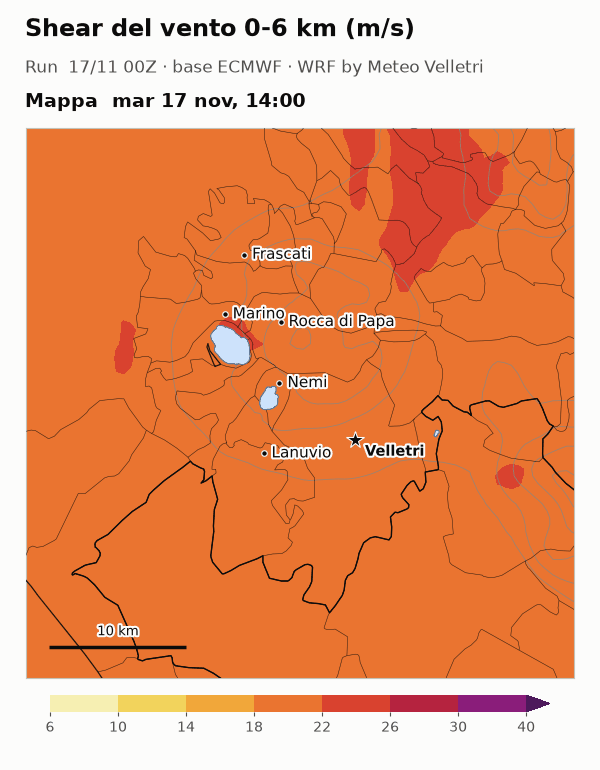 Shear del vento 0-6 km (m/s)
Run 17/11 00Z · base ECMWF · WRF by Meteo Velletri
Mappa mar 17 nov, 14:00
Frascati
Marino
Rocca di Papa
Nemi
Velletri
Lanuvio
10 km
6 10 14 18 22 26 30 40